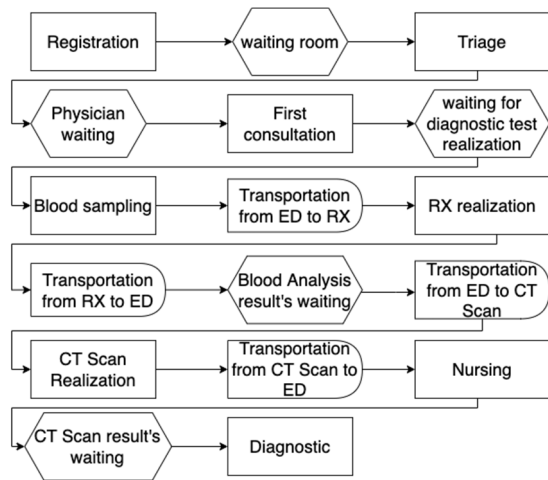 Registration
waiting room
Triage
Physician
waiting
First
consultation
waiting for
diagnostic test
realization
Blood sampling
Transportation
from ED to RX
RX realization
Transportation
from RX to ED
Blood Analysis
result's waiting
Transportation
from ED to CT
Scan
CT Scan
Realization
Transportation
from CT Scan to
ED
Nursing
CT Scan result's
waiting
Diagnostic